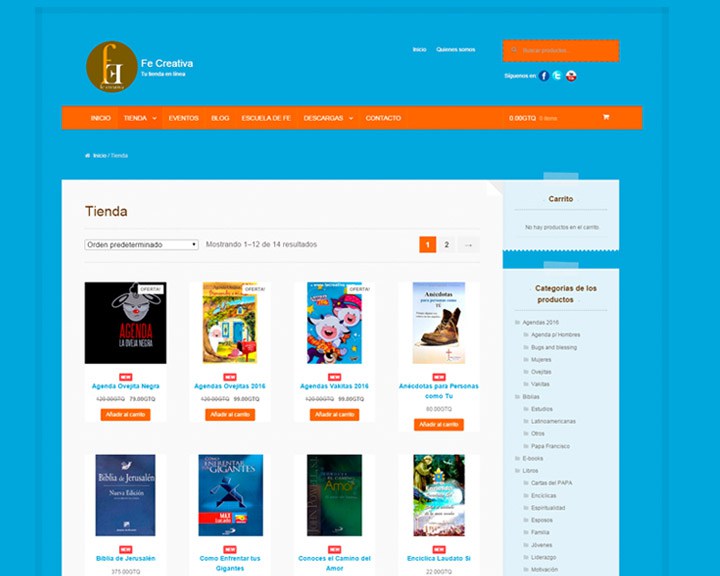 Fe Creativa
Tu tienda en línea
fe creativa
Inicio Quienes somos
Buscar productos...
Síguenos en:
INICIO TIENDA EVENTOS BLOG ESCUELA DE FE DESCARGAS CONTACTO
0.00GTQ 0 items
Inicio / Tienda
Tienda
Orden predeterminado
Mostrando 1–12 de 14 resultados
1 2 →
OFERTA!
AGENDA
LA OVEJA NEGRA
NEW
Agenda Ovejita Negra
120.00GTQ 79.00GTQ
Añadir al carrito
OFERTA!
NEW
Agendas Ovejitas 2016
120.00GTQ 99.00GTQ
Añadir al carrito
OFERTA!
NEW
Agendas Vakitas 2016
120.00GTQ 99.00GTQ
Añadir al carrito
Anécdotas
para personas como
TÚ
NEW
Anécdotas para Personas
como Tu
60.00GTQ
Añadir al carrito
Biblia de Jerusalén
Nueva Edición
NEW
Biblia de Jerusalén
375.00GTQ
COMO
ENFRENTAR
GIGANTES
MAX
LUCADO
NEW
Como Enfrentar tus
Gigantes
Amor
NEW
Conoces el Camino del
Amor
NEW
Encíclica Laudato Si
22.00GTQ
Carrito
No hay productos en el carrito.
Categorías de los
productos
Agendas 2016
Agenda p/ Hombres
Bugs and blessing
Mujeres
Ovejitas
Vakitas
Biblias
Estudios
Latinoamericanas
Otros
Papa Francisco
E-books
Libros
Cartas del PAPA
Encíclicas
Espiritualidad
Esposos
Familia
Jóvenes
Liderazgo
Motivación